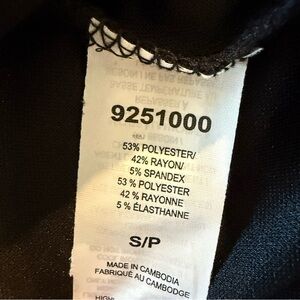 9251000
53% POLYESTER/
42% RAYON/
5% SPANDEX
53 % POLYESTER
42 % RAYONNE
5 % ÉLASTHANNE
S/P
MADE IN CAMBODIA
FABRIQUÉ AU CAMBODGE